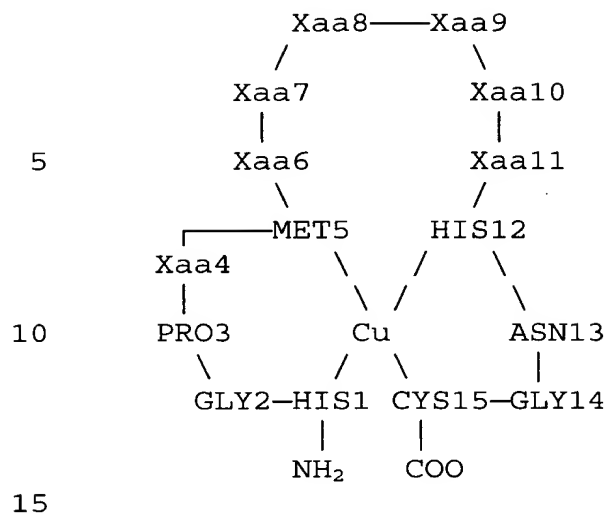 Xaa8 Xaa9
Xaa7 Xaa10
5 Xaa6 Xaa11
MET5 HIS12
Xaa4
10 PRO3 Cu ASN13
GLY2-HIS1 CYS15-GLY14
NH₂ COO
15